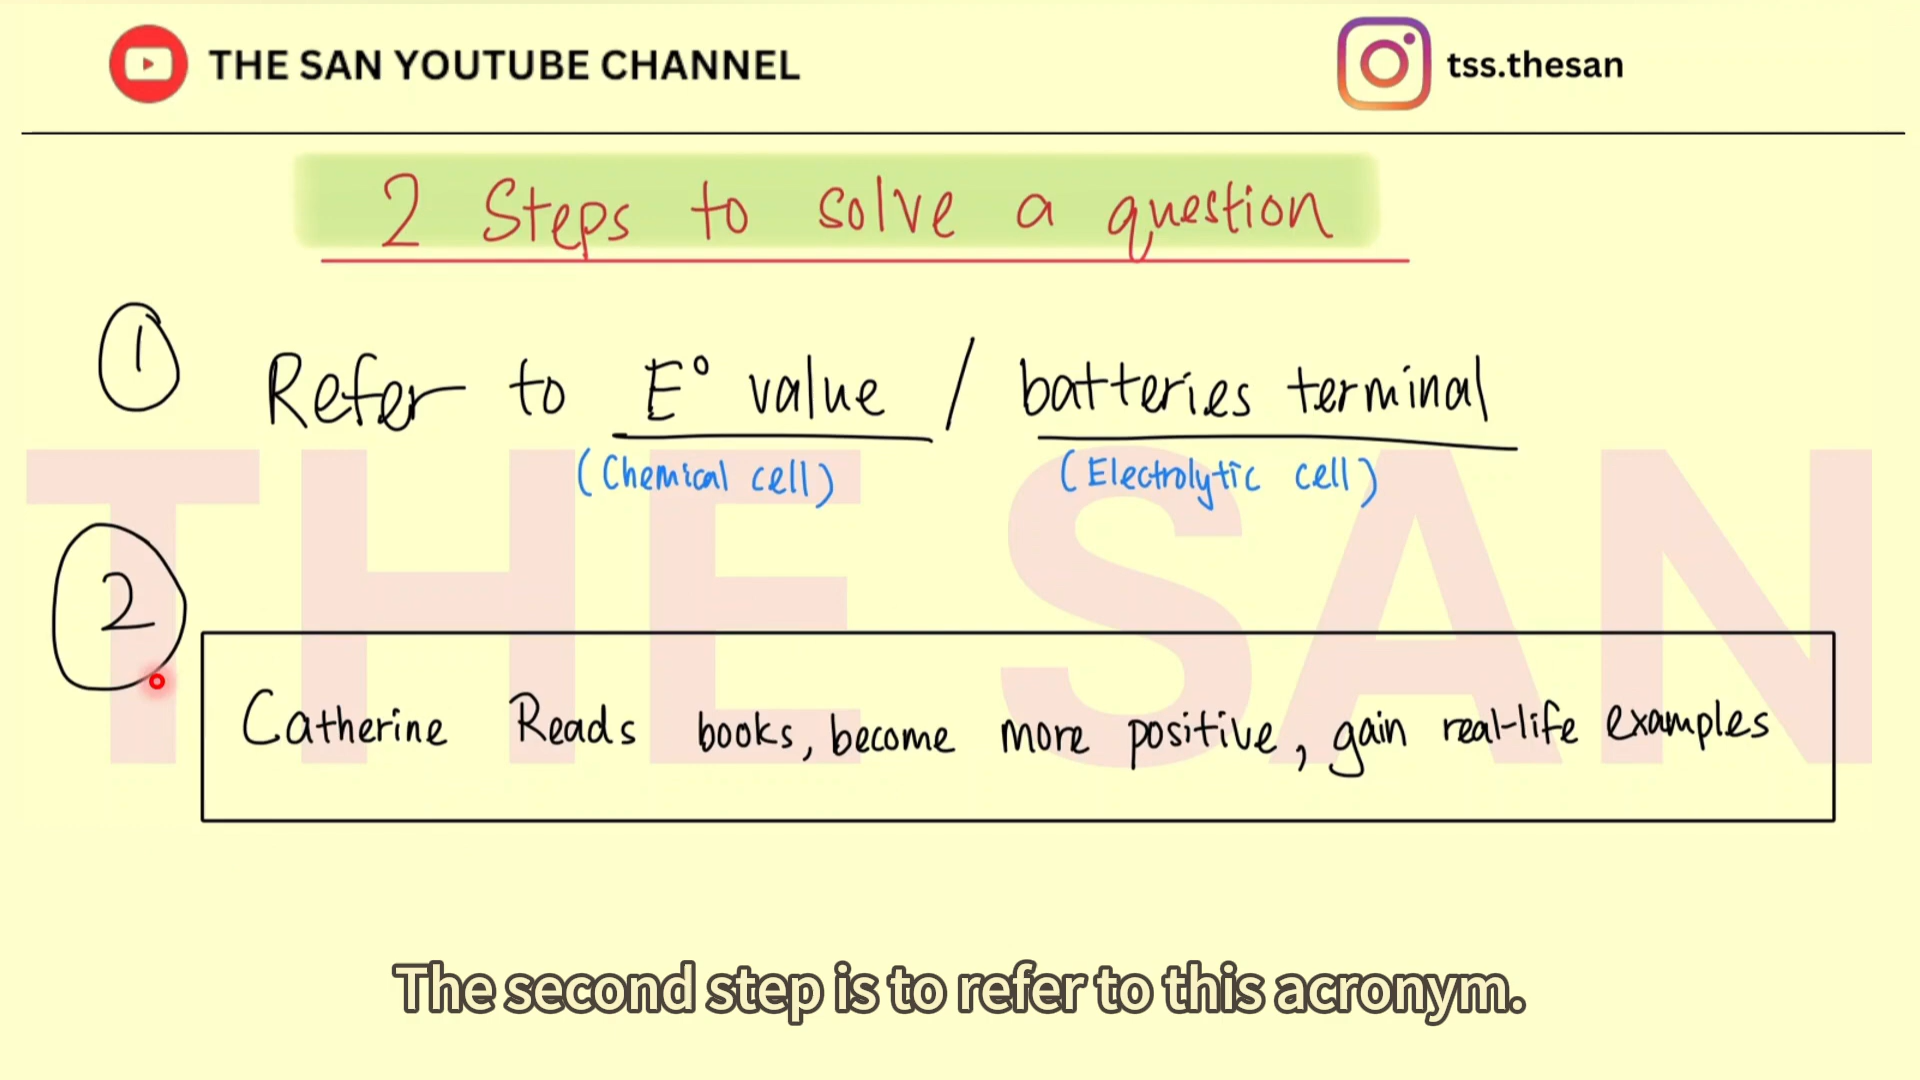 THE SAN YOUTUBE CHANNEL
tss.thesan
2 Steps to solve a question
1 Refer to E° value / batteries terminal
(Chemical cell) (Electrolytic cell)
THE SAN
2
Catherine Reads books, become more positive, gain real-life examples
The second step is to refer to this acronym.